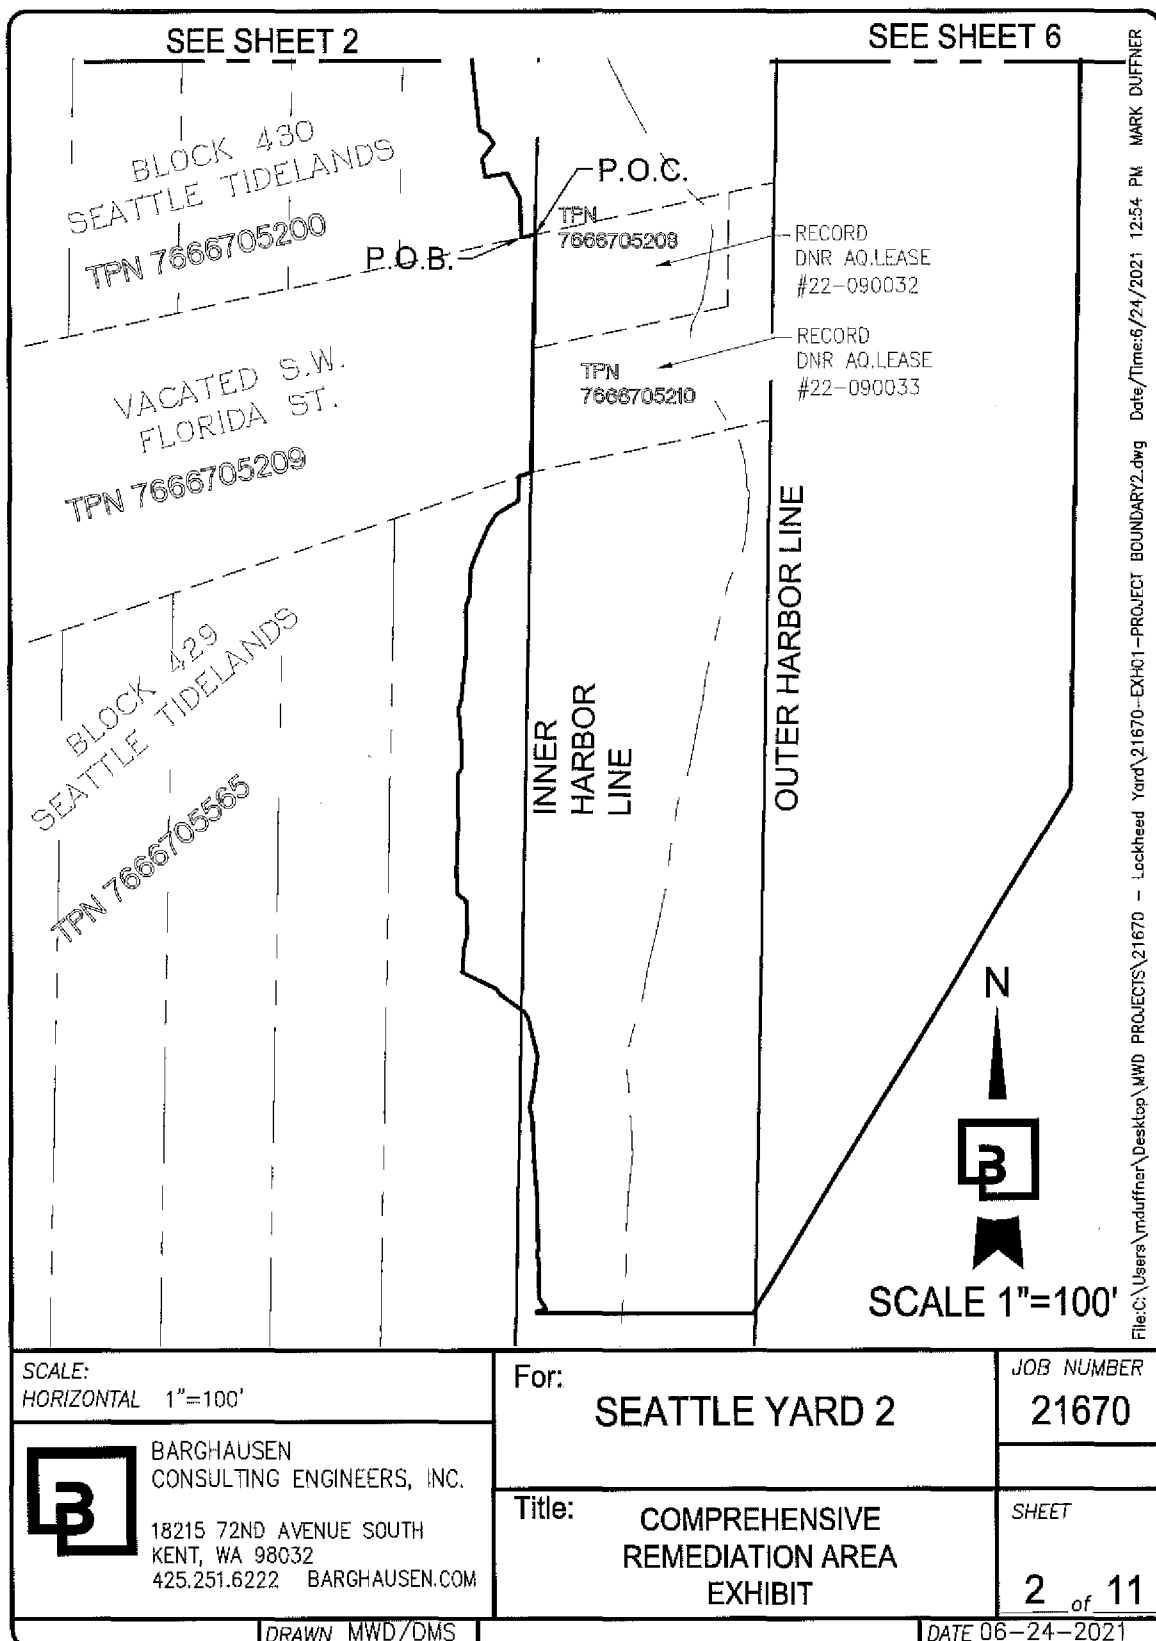 SEE SHEET 2
SEE SHEET 6
BLOCK 430
SEATTLE TIDELANDS
TPN 7666705200
P.O.C.
P.O.B.
TPN
7666705208
RECORD
DNR AQ.LEASE
#22-090032
RECORD
DNR AQ.LEASE
#22-090033
TPN
7666705210
VACATED S.W.
FLORIDA ST.
TPN 7666705209
BLOCK 429
SEATTLE TIDELANDS
TPN 7666705565
INNER
HARBOR
LINE
OUTER HARBOR LINE
N
B
SCALE 1"=100'
File:C:\Users\mduffner\Desktop\MWD PROJECTS\21670 - Lockheed Yard\21670-EXH01-PROJECT BOUNDARY2.dwg Date/Time:6/24/2021 12:54 PM MARK DUFFNER
SCALE:
HORIZONTAL 1"=100'
B
BARGHAUSEN
CONSULTING ENGINEERS, INC.
18215 72ND AVENUE SOUTH
KENT, WA 98032
425.251.6222 BARGHAUSEN.COM
For:
SEATTLE YARD 2
JOB NUMBER
21670
Title:
COMPREHENSIVE
REMEDIATION AREA
EXHIBIT
SHEET
2 of 11
DRAWN MWD/DMS
DATE 06-24-2021